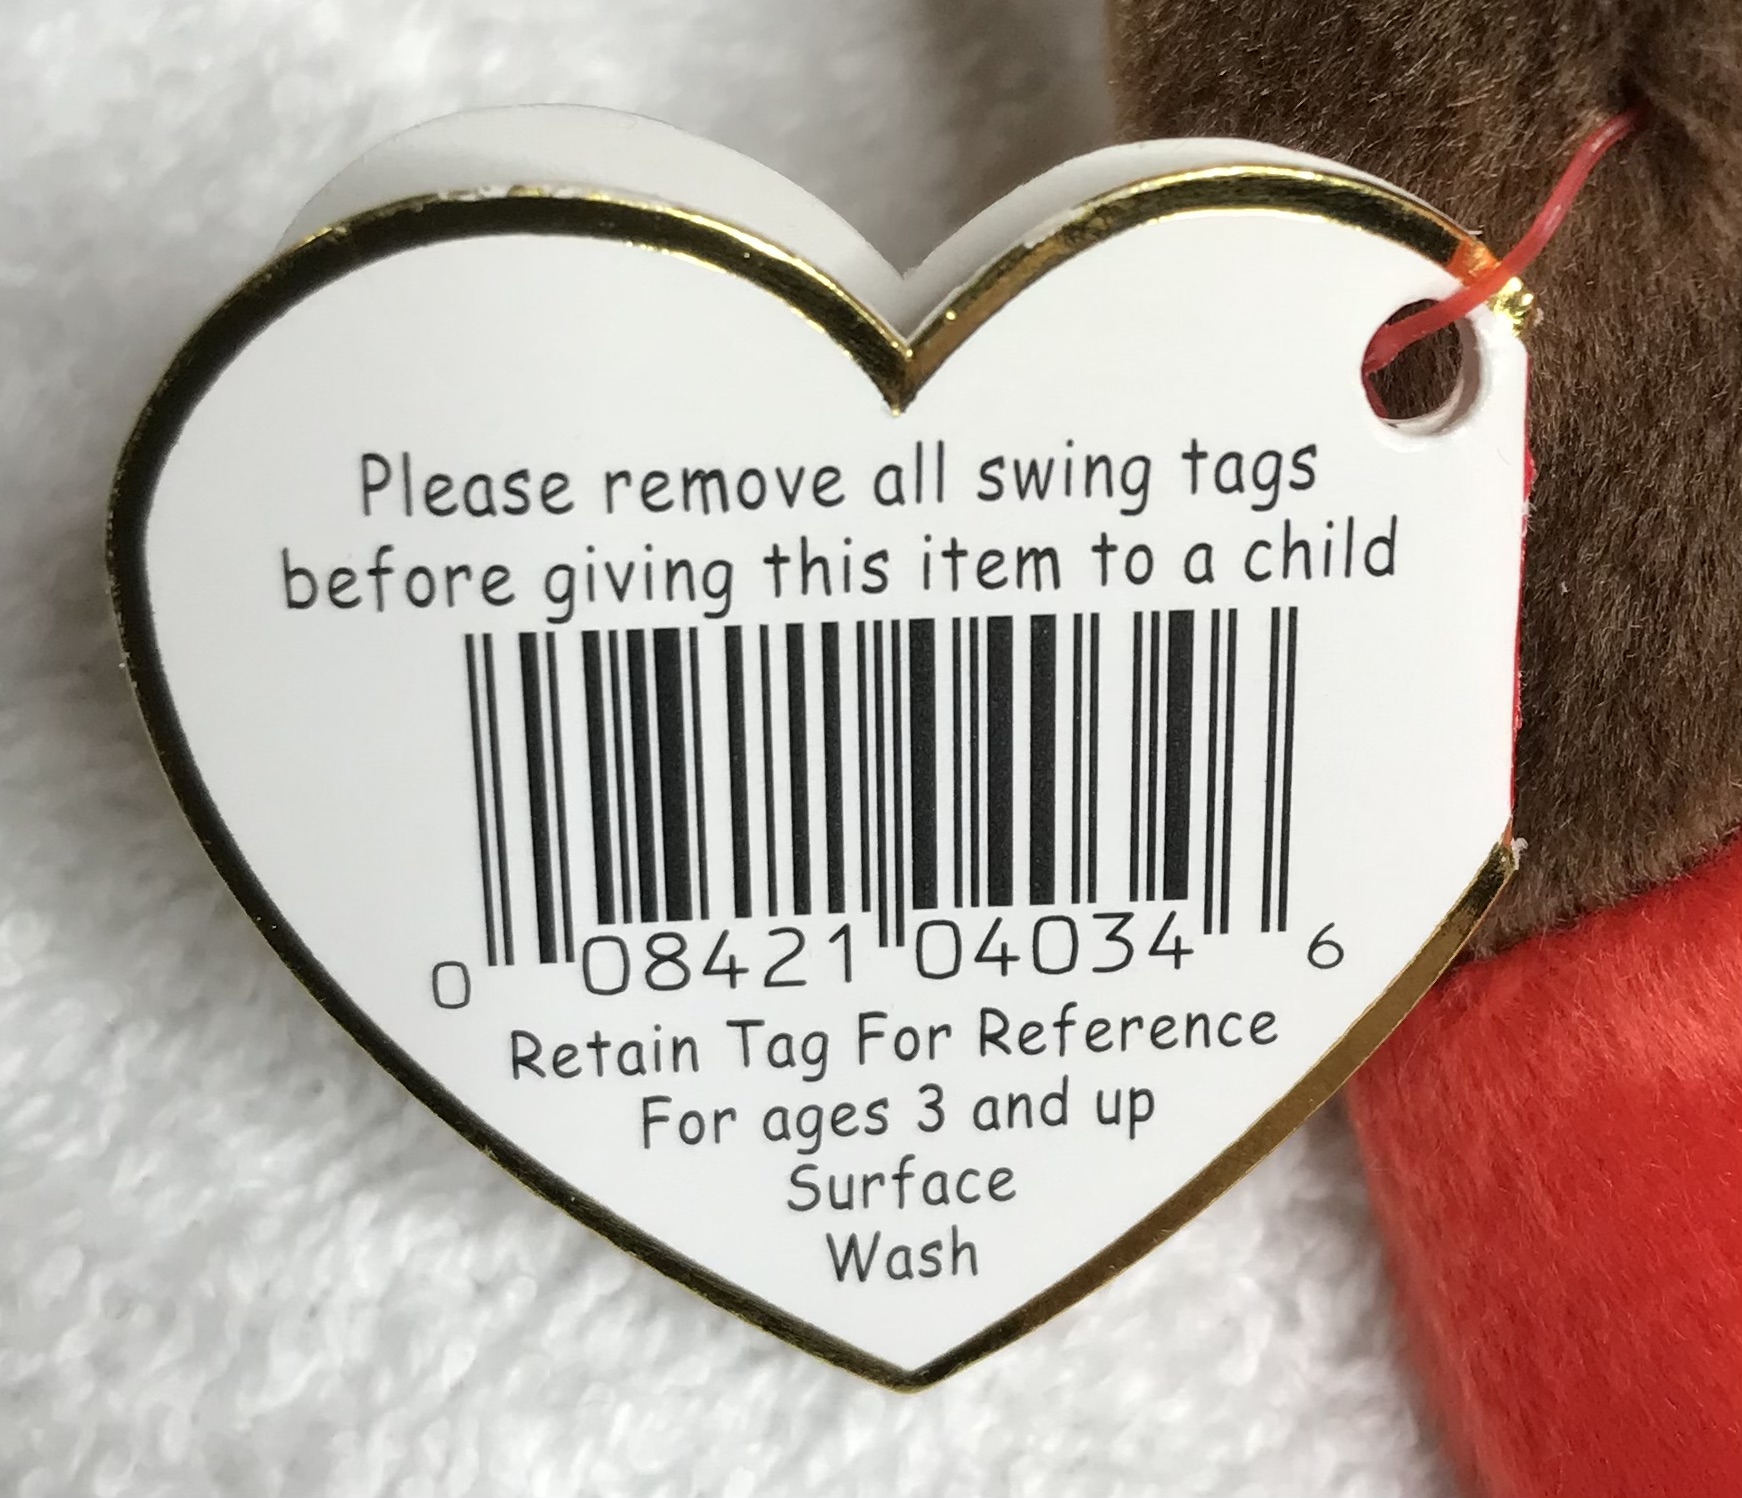 Please remove all swing tags
before giving this item to a child
0 08421 04034 6
Retain Tag For Reference
For ages 3 and up
Surface
Wash